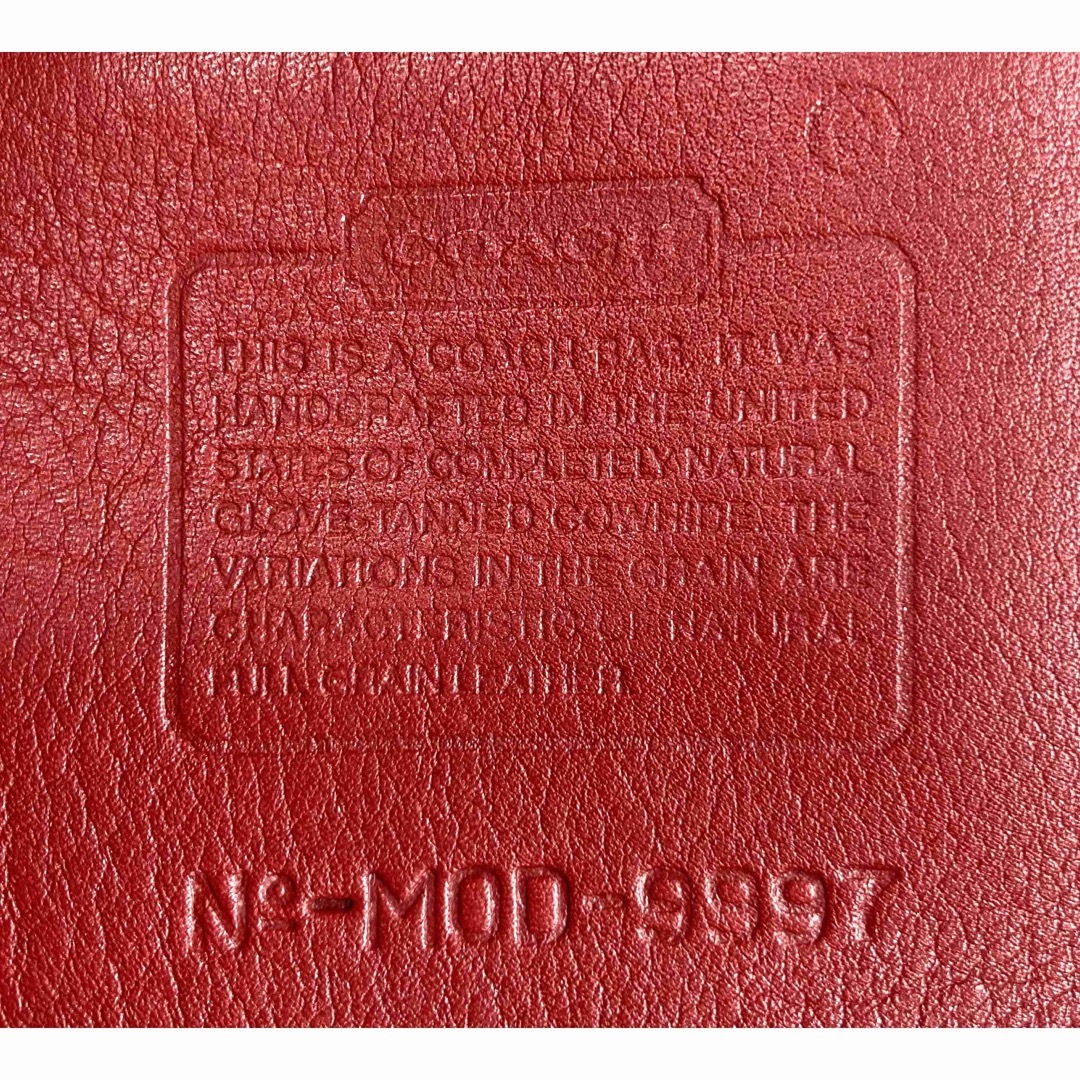 COACH
THIS IS A COACH BAG. IT WAS
HANDCRAFTED IN THE UNITED
STATES OF COMPLETELY NATURAL
GLOVE-TANNED COWHIDE. THE
VARIATIONS IN THE GRAIN ARE
CHARACTERISTIC OF NATURAL
FULL GRAIN LEATHER.
Nº-MOD-9997